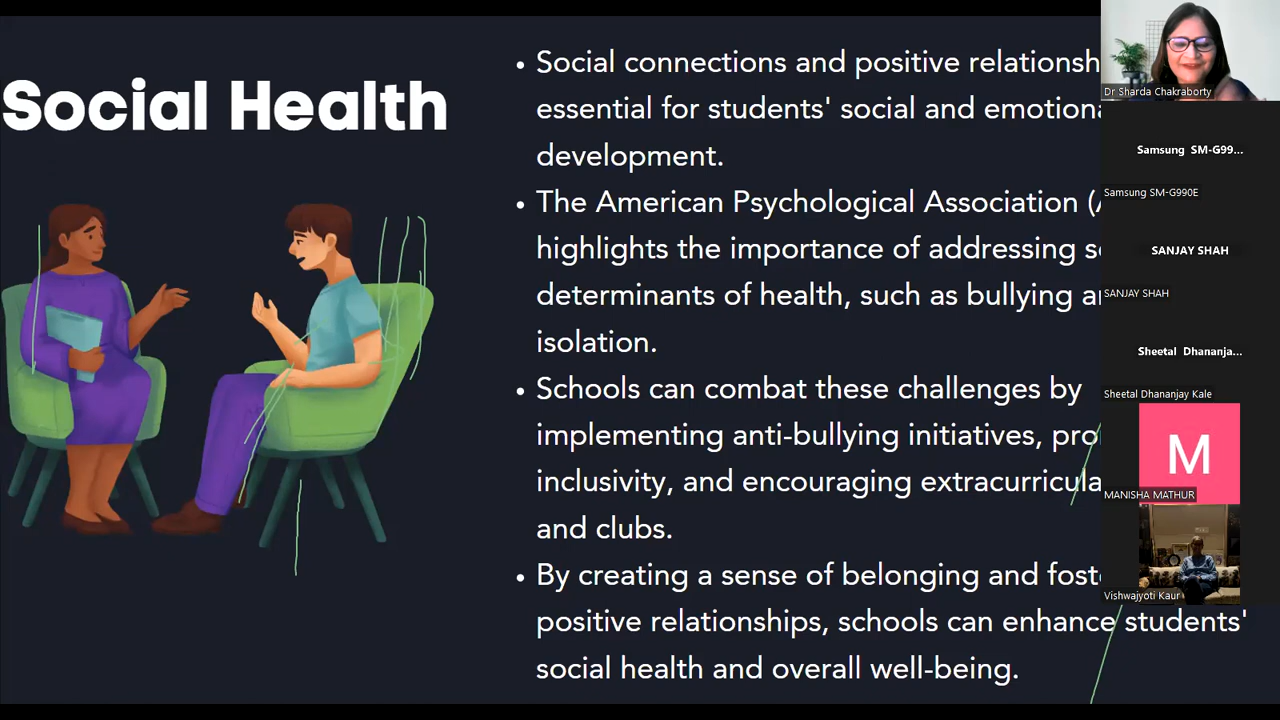 Social Health
• Social connections and positive relationsh
essential for students' social and emotiona
development.
• The American Psychological Association (
highlights the importance of addressing s
determinants of health, such as bullying a
isolation.
• Schools can combat these challenges by
implementing anti-bullying initiatives, pro
inclusivity, and encouraging extracurricula
and clubs.
• By creating a sense of belonging and fost
positive relationships, schools can enhance students'
social health and overall well-being.
Dr Sharda Chakraborty
Samsung SM-G99...
Samsung SM-G990E
SANJAY SHAH
SANJAY SHAH
Sheetal Dhananja...
Sheetal Dhananjay Kale
M
MANISHA MATHUR
Vishwajyoti Kaur